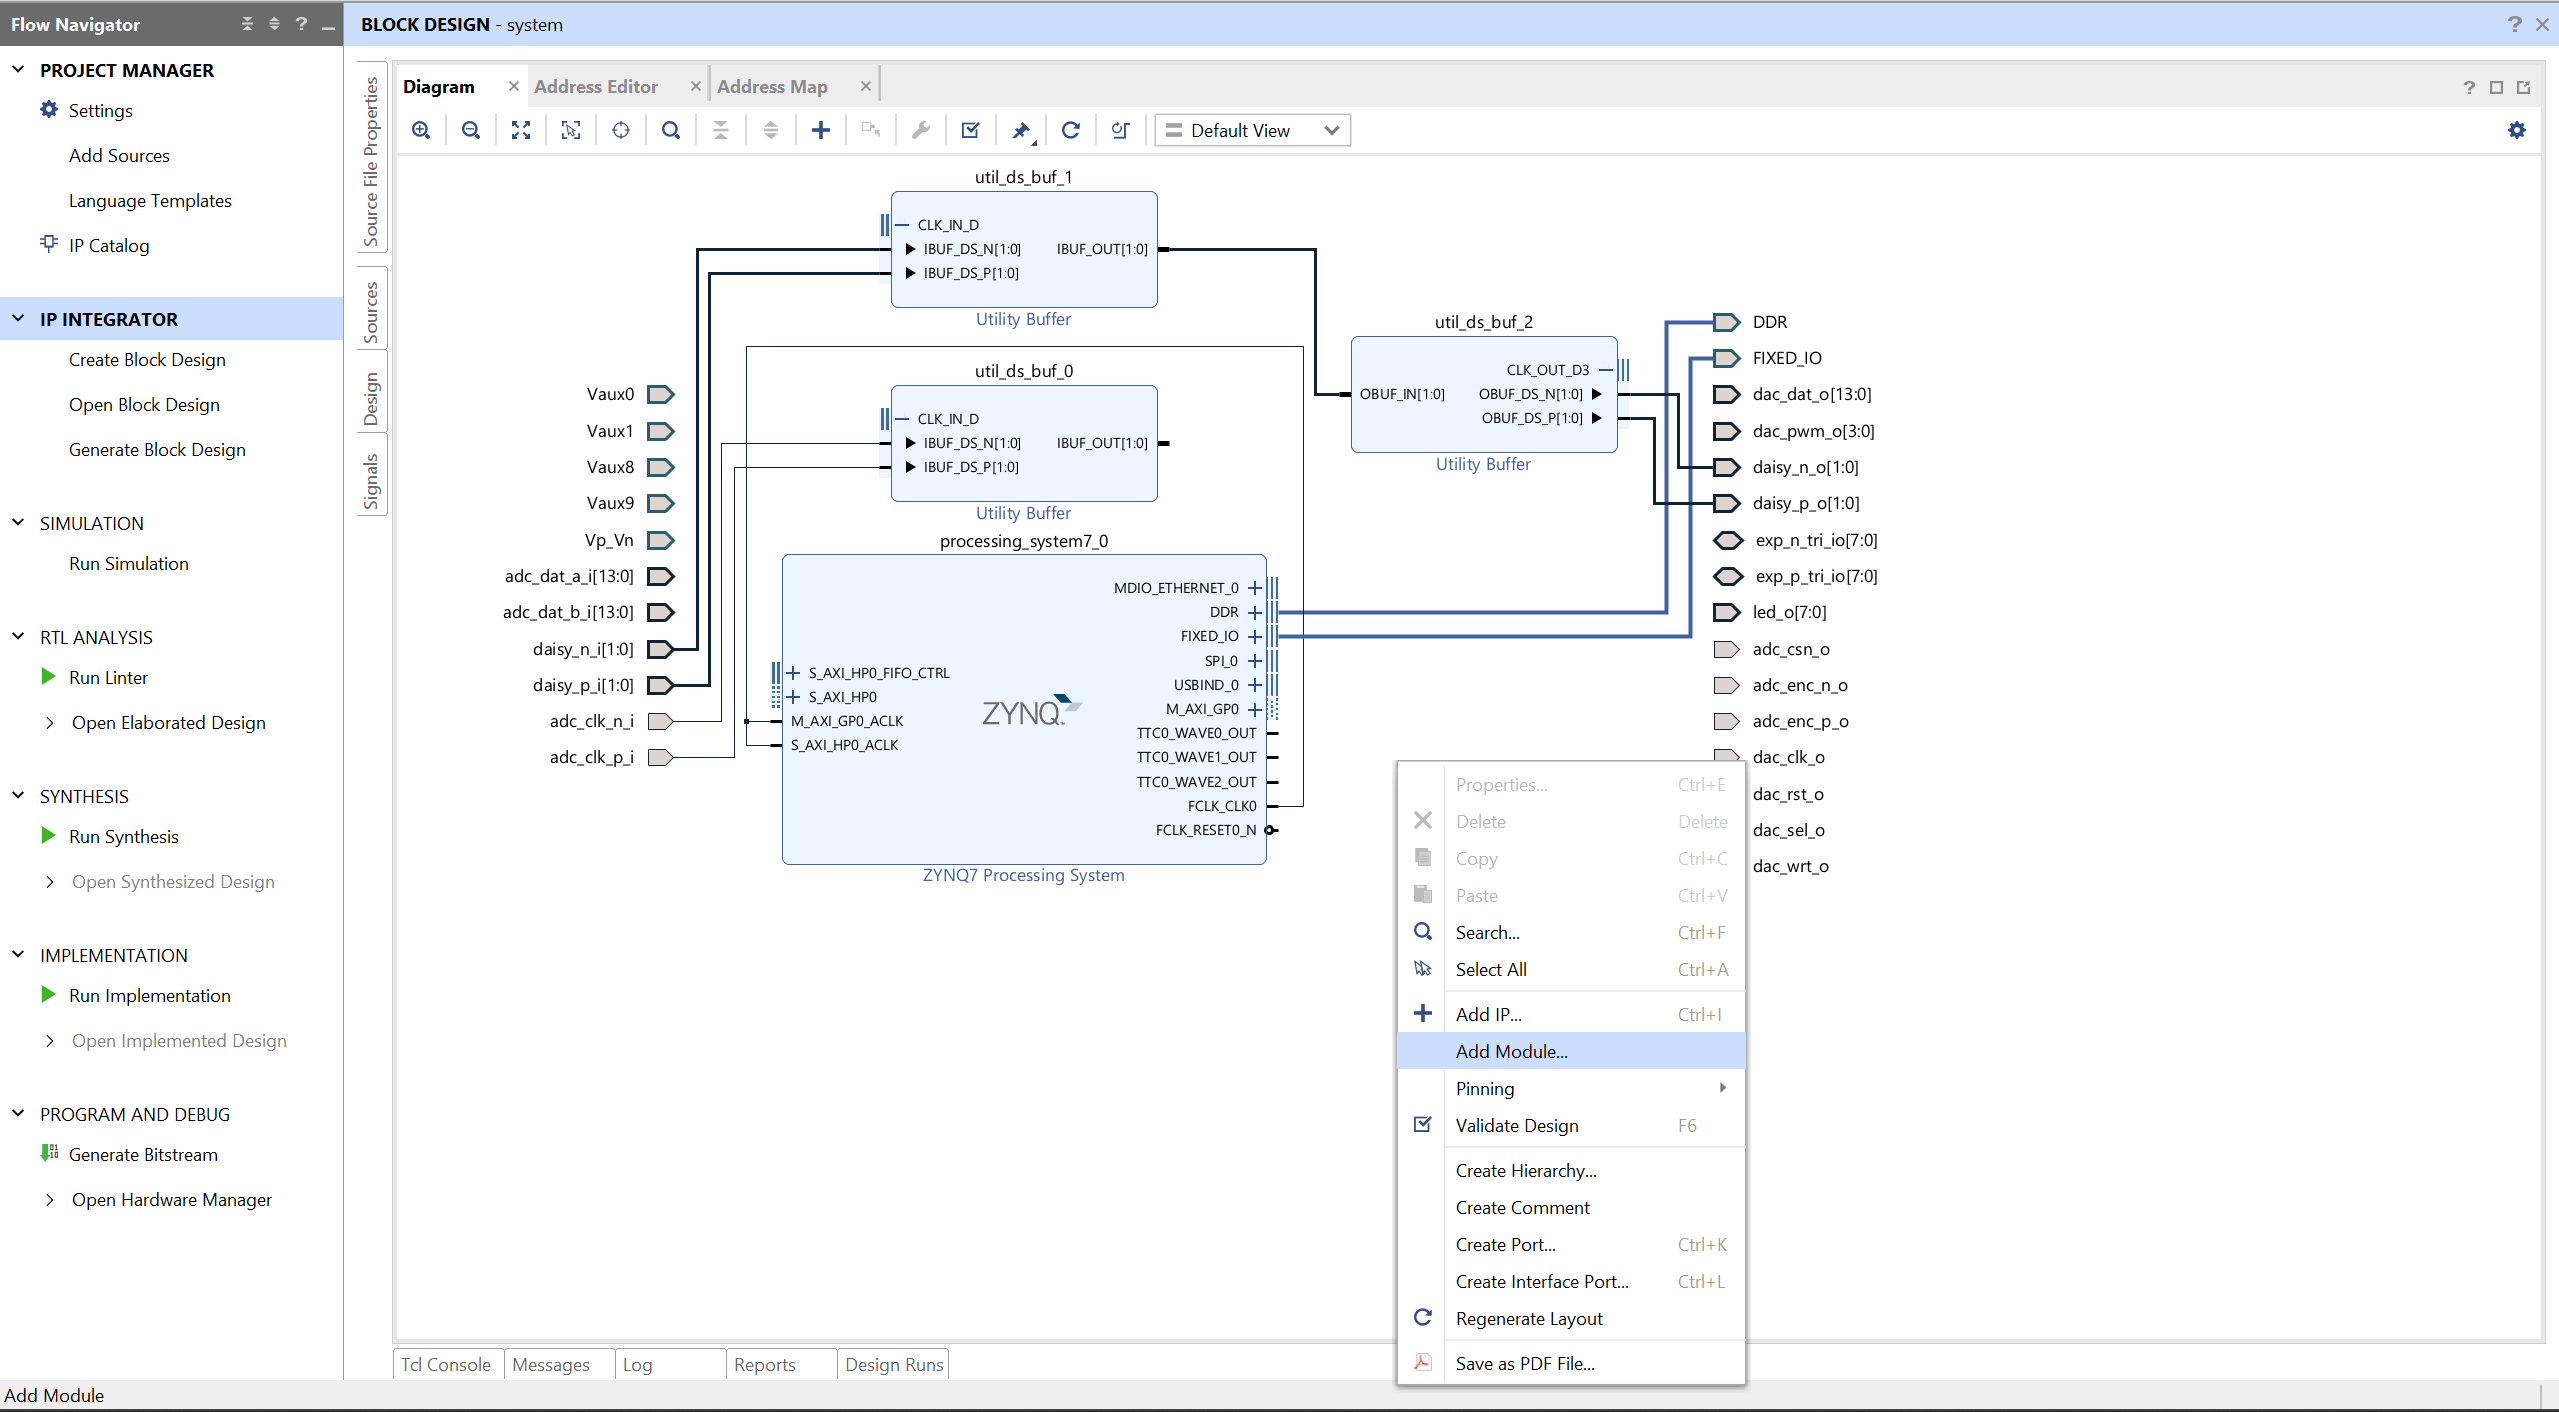 Flow Navigator
BLOCK DESIGN - system
PROJECT MANAGER
Settings
Add Sources
Language Templates
IP Catalog
IP INTEGRATOR
Create Block Design
Open Block Design
Generate Block Design
SIMULATION
Run Simulation
RTL ANALYSIS
Run Linter
Open Elaborated Design
SYNTHESIS
Run Synthesis
Open Synthesized Design
IMPLEMENTATION
Run Implementation
Open Implemented Design
PROGRAM AND DEBUG
Generate Bitstream
Open Hardware Manager
Source File Properties
Sources
Design
Signals
Diagram
Address Editor
Address Map
Default View
util_ds_buf_1
CLK_IN_D
IBUF_DS_N[1:0] IBUF_OUT[1:0]
IBUF_DS_P[1:0]
Utility Buffer
util_ds_buf_0
CLK_IN_D
IBUF_DS_N[1:0] IBUF_OUT[1:0]
IBUF_DS_P[1:0]
Utility Buffer
util_ds_buf_2
CLK_OUT_D3
OBUF_IN[1:0] OBUF_DS_N[1:0]
OBUF_DS_P[1:0]
Utility Buffer
Vaux0
Vaux1
Vaux8
Vaux9
Vp_Vn
adc_dat_a_i[13:0]
adc_dat_b_i[13:0]
daisy_n_i[1:0]
daisy_p_i[1:0]
adc_clk_n_i
adc_clk_p_i
processing_system7_0
MDIO_ETHERNET_0
DDR
FIXED_IO
SPI_0
USBIND_0
M_AXI_GP0
TTC0_WAVE0_OUT
TTC0_WAVE1_OUT
TTC0_WAVE2_OUT
FCLK_CLK0
FCLK_RESET0_N
S_AXI_HP0_FIFO_CTRL
S_AXI_HP0
M_AXI_GP0_ACLK
S_AXI_HP0_ACLK
ZYNQ
ZYNQ7 Processing System
DDR
FIXED_IO
dac_dat_o[13:0]
dac_pwm_o[3:0]
daisy_n_o[1:0]
daisy_p_o[1:0]
exp_n_tri_io[7:0]
exp_p_tri_io[7:0]
led_o[7:0]
adc_csn_o
adc_enc_n_o
adc_enc_p_o
dac_clk_o
dac_rst_o
dac_sel_o
dac_wrt_o
Properties... Ctrl+E
Delete Delete
Copy Ctrl+C
Paste Ctrl+V
Search... Ctrl+F
Select All Ctrl+A
Add IP... Ctrl+I
Add Module...
Pinning
Validate Design F6
Create Hierarchy...
Create Comment
Create Port... Ctrl+K
Create Interface Port... Ctrl+L
Regenerate Layout
Save as PDF File...
Tcl Console
Messages
Log
Reports
Design Runs
Add Module